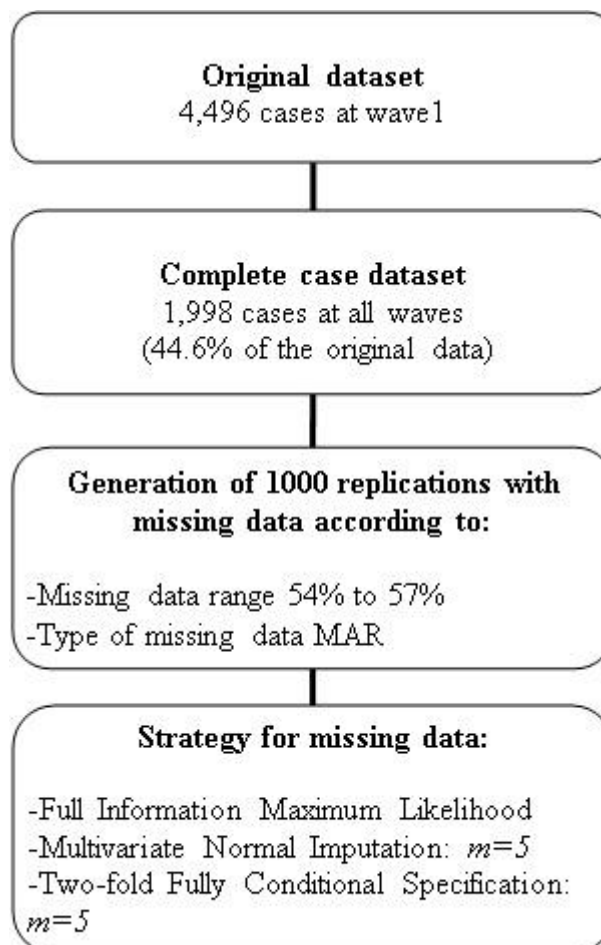 Original dataset
4,496 cases at wave1
Complete case dataset
1,998 cases at all waves
(44.6% of the original data)
Generation of 1000 replications with
missing data according to:
-Missing data range 54% to 57%
-Type of missing data MAR
Strategy for missing data:
-Full Information Maximum Likelihood
-Multivariate Normal Imputation: m=5
-Two-fold Fully Conditional Specification:
m=5